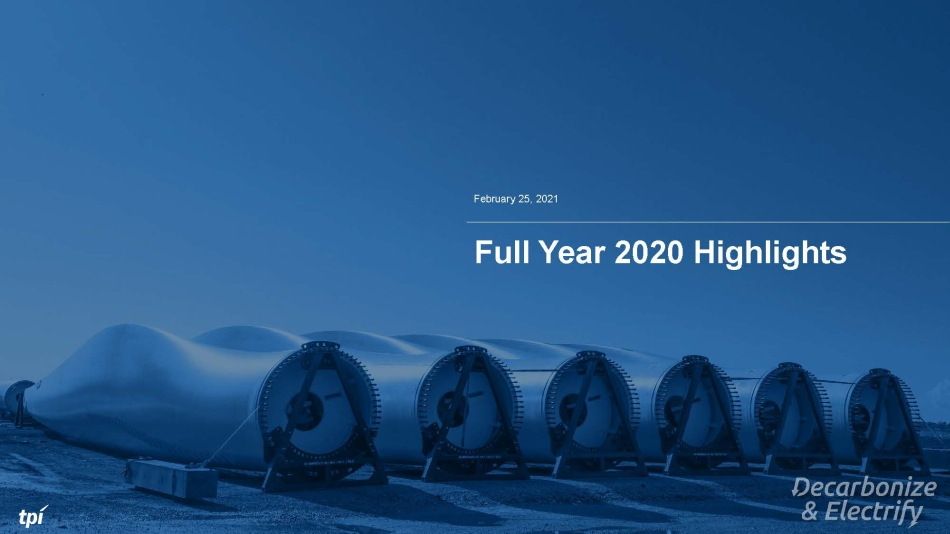 February 25, 2021
Full Year 2020 Highlights
Decarbonize
& Electrify
tpi